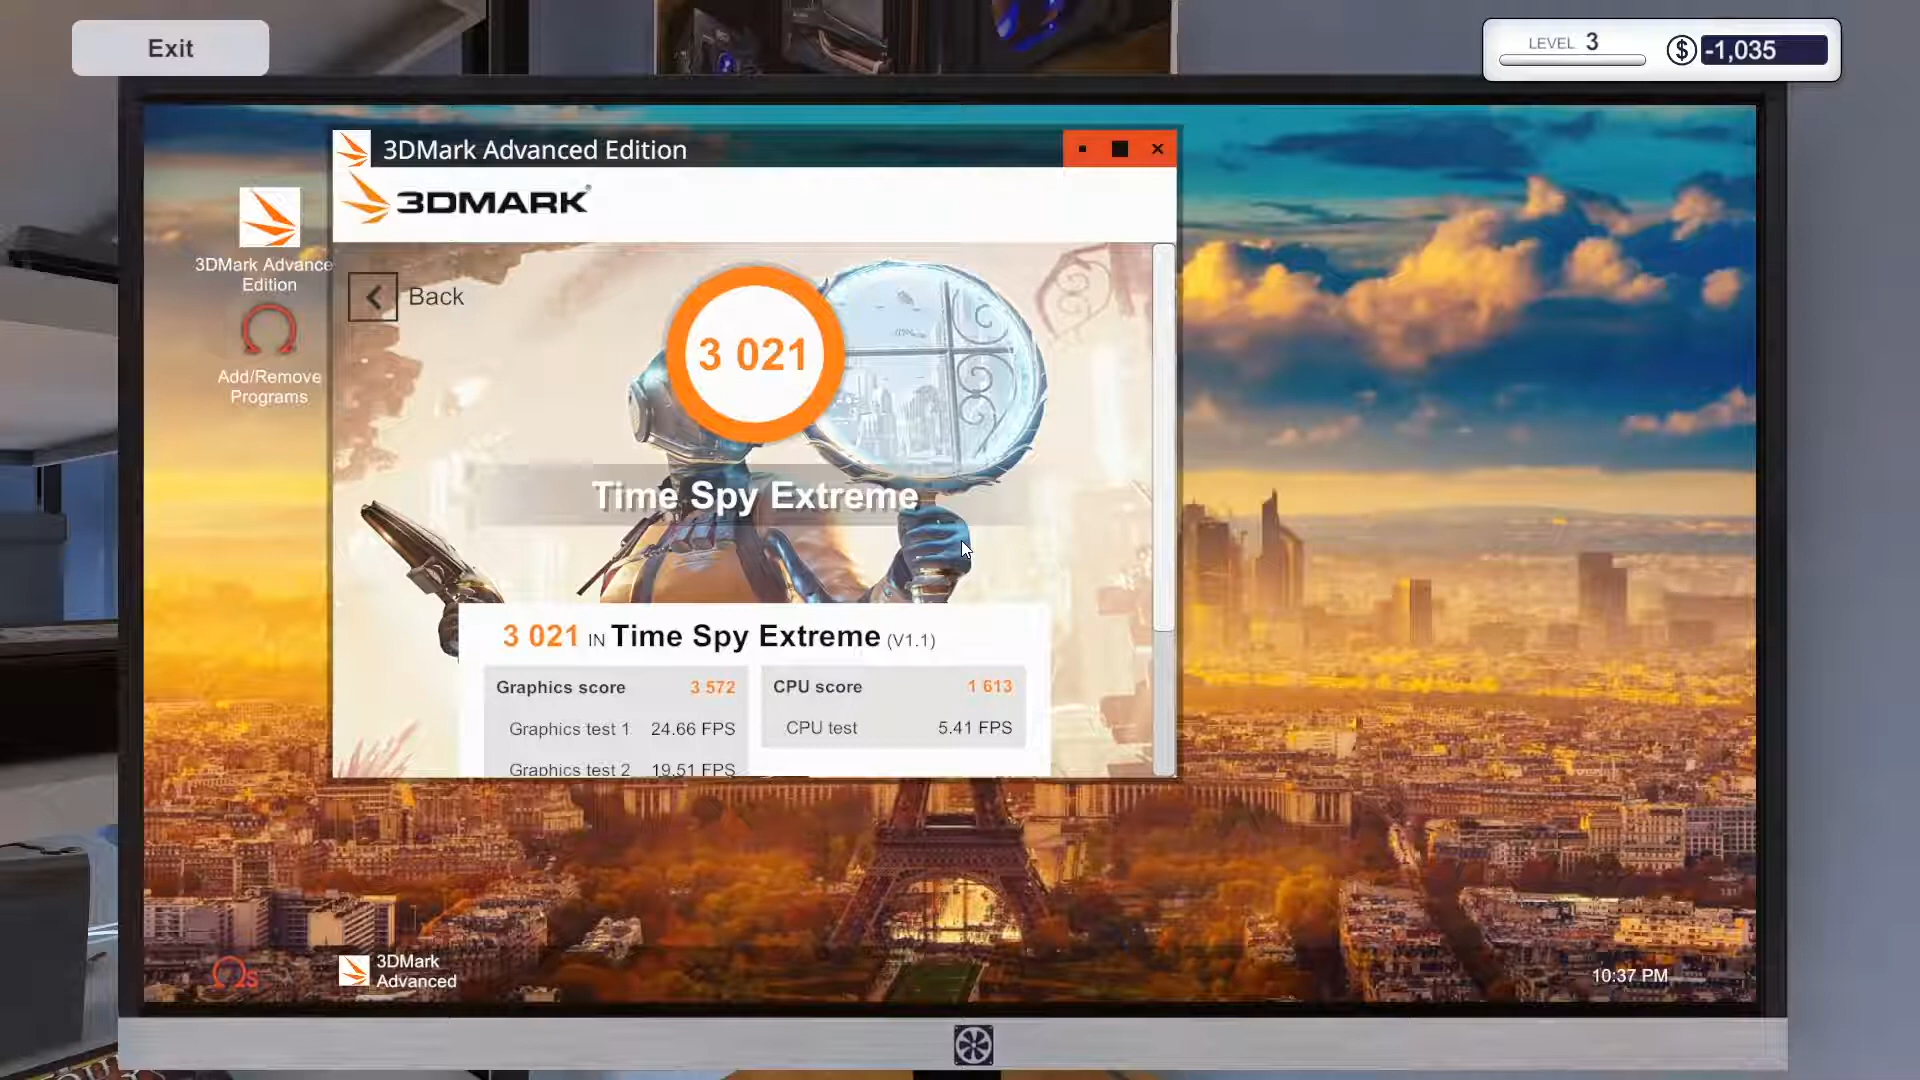 Exit
LEVEL 3
$ -1,035
3DMark Advanced Edition
3DMARK
3DMark Advance
Edition
Add/Remove
Programs
Back
3 021
Time Spy Extreme
3 021 IN Time Spy Extreme (V1.1)
Graphics score 3 572
Graphics test 1 24.66 FPS
Graphics test 2 19.51 FPS
CPU score 1 613
CPU test 5.41 FPS
Ωs
3DMark
Advanced
10:37 PM